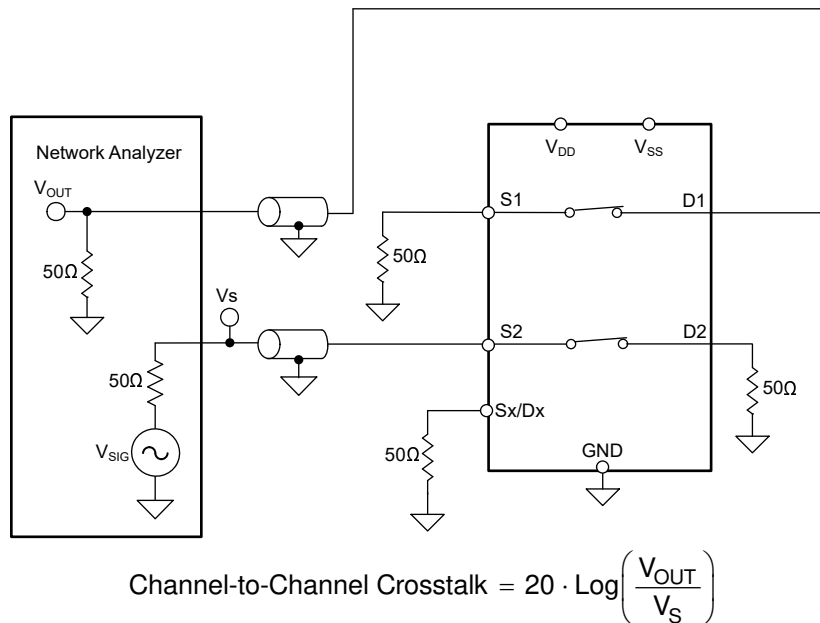 Network Analyzer
V_OUT
50Ω
Vs
50Ω
V_SIG
V_DD
V_SS
S1
D1
50Ω
S2
D2
50Ω
Sx/Dx
50Ω
GND
Channel-to-Channel Crosstalk = 20 · Log(V_OUT / V_S)